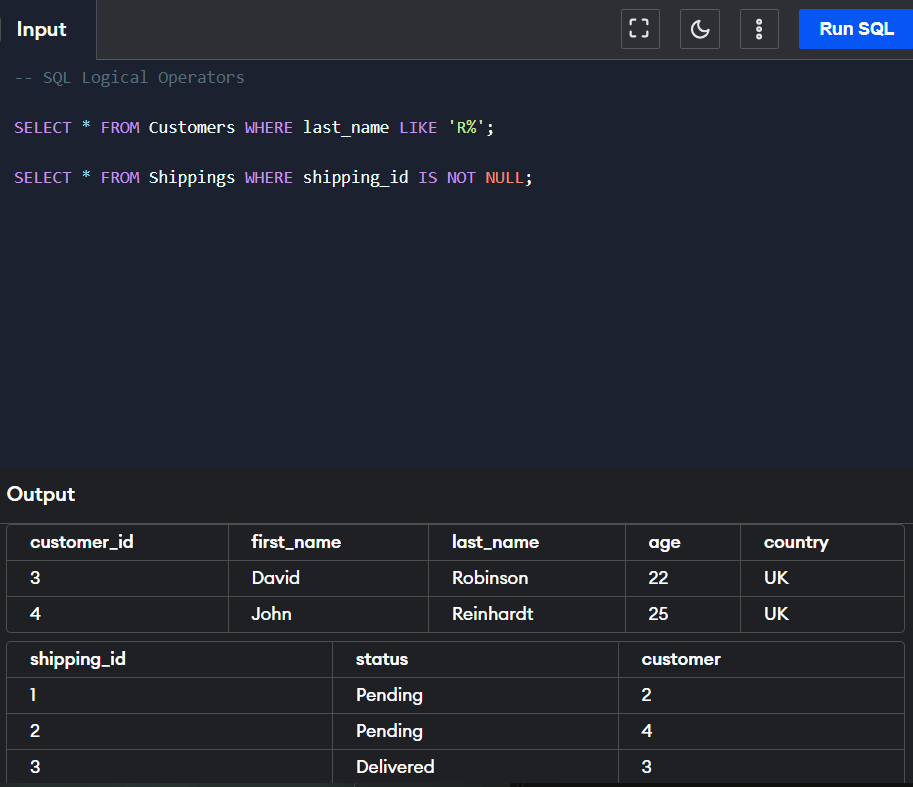 Input
Run SQL
-- SQL Logical Operators
SELECT * FROM Customers WHERE last_name LIKE 'R%';
SELECT * FROM Shippings WHERE shipping_id IS NOT NULL;
Output
customer_id first_name last_name age country
3 David Robinson 22 UK
4 John Reinhardt 25 UK
shipping_id status customer
1 Pending 2
2 Pending 4
3 Delivered 3